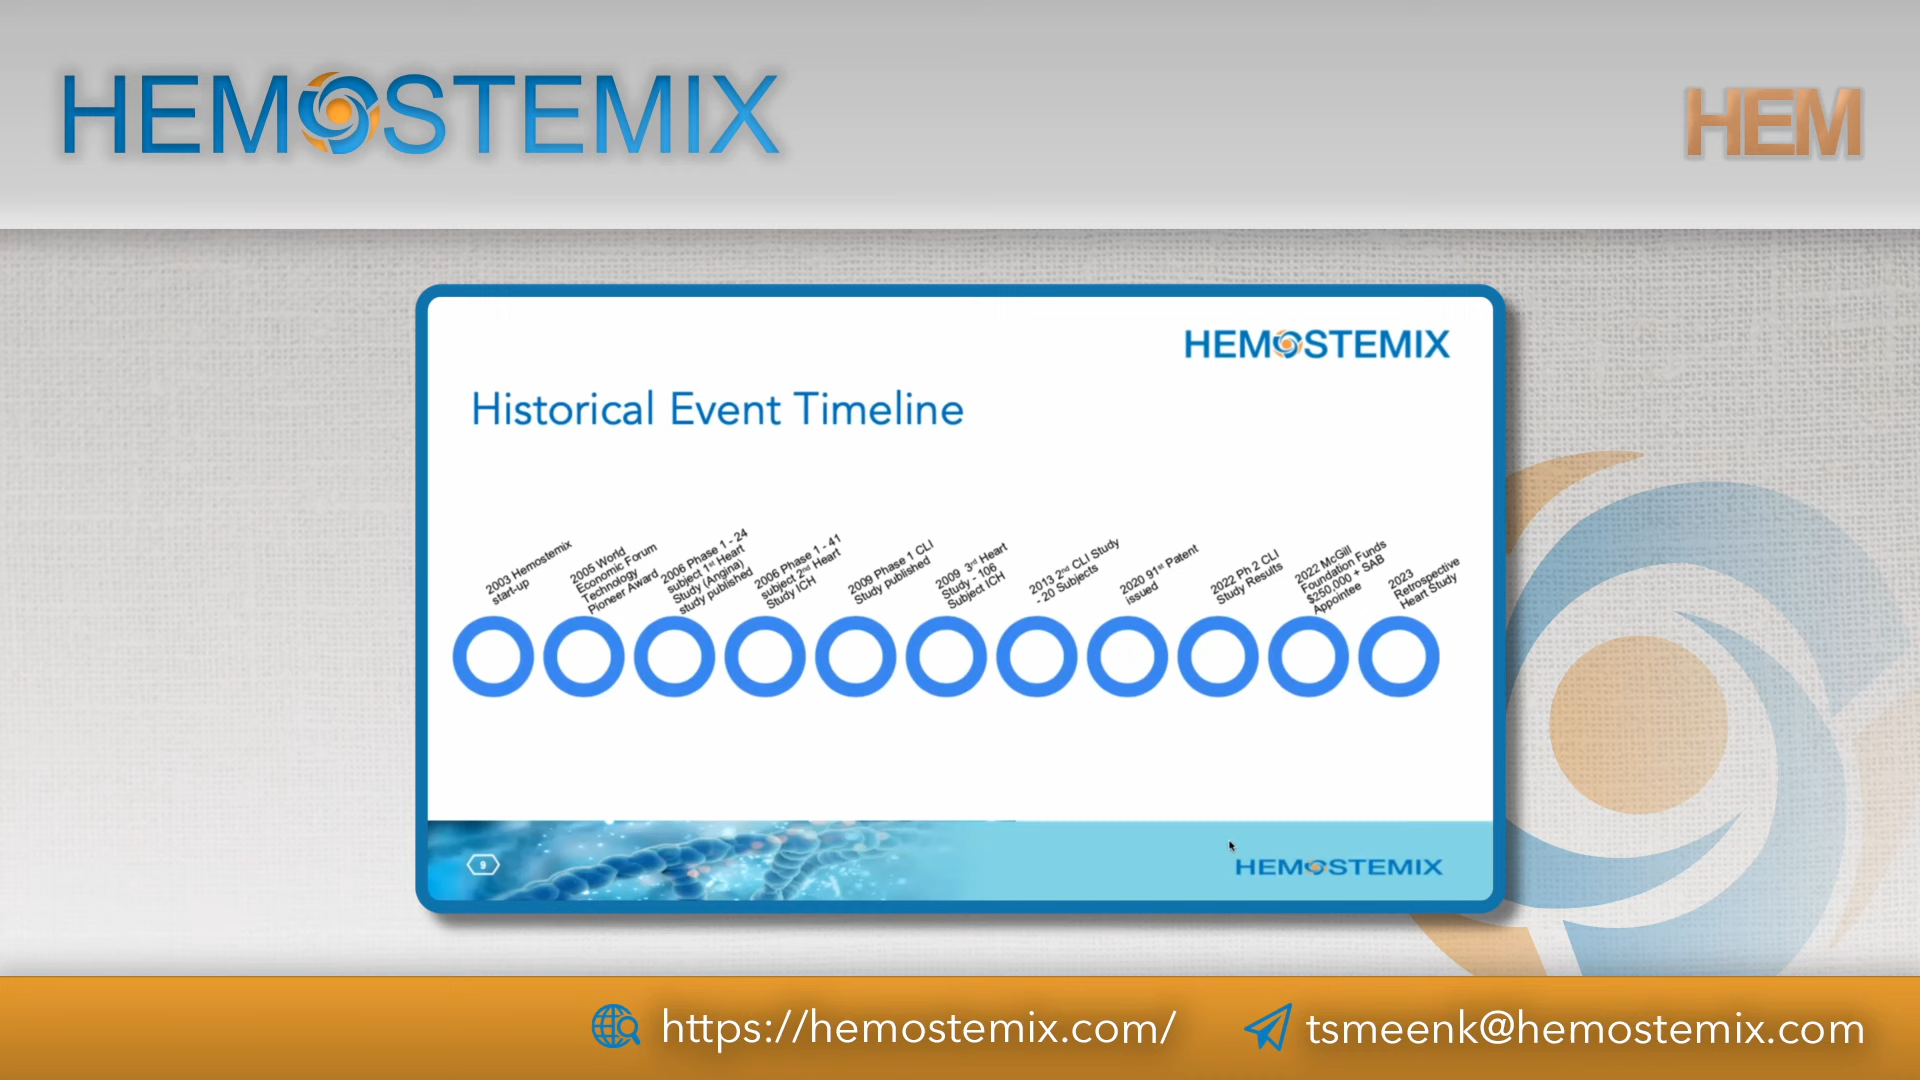 HEMOSTEMIX
HEM
HEMOSTEMIX
Historical Event Timeline
2003 Hemostemix
start-up
2005 World
Economic Forum
Technology
Pioneer Award
2006 Phase 1 - 24
subject 1st Heart
Study (Angina)
study published
2006 Phase 1 - 41
subject 2nd Heart
Study ICH
2009 Phase 1 CLI
Study published
2009 3rd Heart
Study - 106
Subject ICH
2013 2nd CLI Study
- 20 Subjects
2020 91st Patent
issued
2022 Ph 2 CLI
Study Results
2022 McGill
Foundation Funds
$250,000 + SAB
Appointee
2023
Retrospective
Heart Study
9
HEMOSTEMIX
https://hemostemix.com/
tsmeenk@hemostemix.com